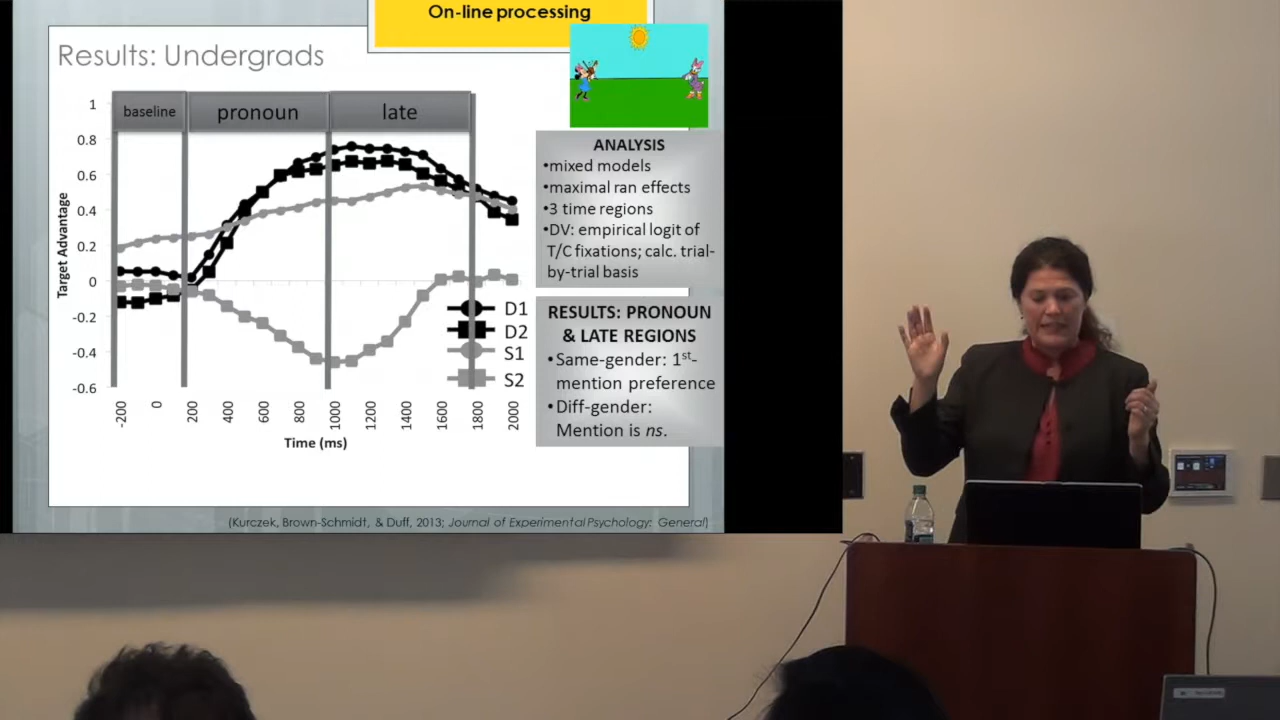 On-line processing
Results: Undergrads
baseline
pronoun
late
1
0.8
0.6
0.4
0.2
0
-0.2
-0.4
-0.6
Target Advantage
-200
0
200
400
600
800
1000
1200
1400
1600
1800
2000
Time (ms)
D1
D2
S1
S2
ANALYSIS
•mixed models
•maximal ran effects
•3 time regions
•DV: empirical logit of
T/C fixations; calc. trial-
by-trial basis
RESULTS: PRONOUN
& LATE REGIONS
•Same-gender: 1st-
mention preference
•Diff-gender:
Mention is ns.
(Kurczek, Brown-Schmidt, & Duff, 2013; Journal of Experimental Psychology: General)